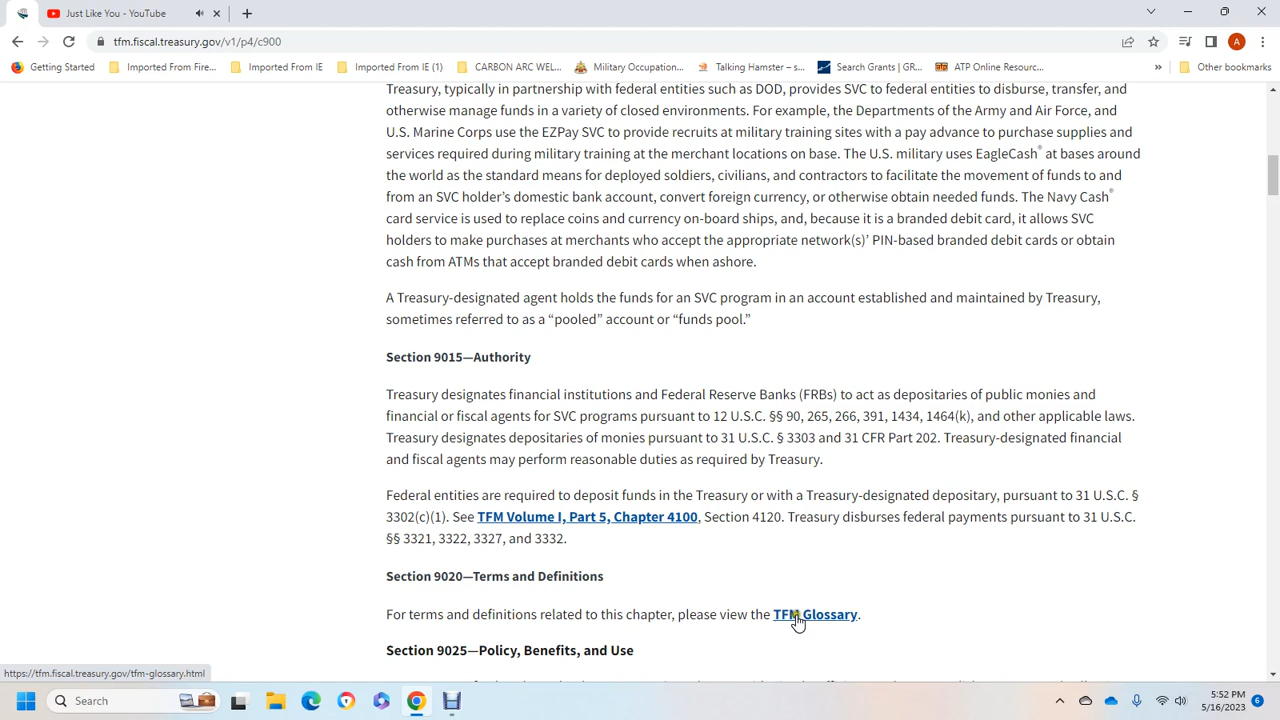 Just Like You - YouTube
tfm.fiscal.treasury.gov/v1/p4/c900
Getting Started Imported From Fire... Imported From IE Imported From IE (1) CARBON ARC WEL... Military Occupation... Talking Hamster – s... Search Grants | GR... ATP Online Resourc... » Other bookmarks
Treasury, typically in partnership with federal entities such as DOD, provides SVC to federal entities to disburse, transfer, and
otherwise manage funds in a variety of closed environments. For example, the Departments of the Army and Air Force, and
U.S. Marine Corps use the EZPay SVC to provide recruits at military training sites with a pay advance to purchase supplies and
services required during military training at the merchant locations on base. The U.S. military uses EagleCash® at bases around
the world as the standard means for deployed soldiers, civilians, and contractors to facilitate the movement of funds to and
from an SVC holder’s domestic bank account, convert foreign currency, or otherwise obtain needed funds. The Navy Cash®
card service is used to replace coins and currency on-board ships, and, because it is a branded debit card, it allows SVC
holders to make purchases at merchants who accept the appropriate network(s)’ PIN-based branded debit cards or obtain
cash from ATMs that accept branded debit cards when ashore.
A Treasury-designated agent holds the funds for an SVC program in an account established and maintained by Treasury,
sometimes referred to as a “pooled” account or “funds pool.”
Section 9015—Authority
Treasury designates financial institutions and Federal Reserve Banks (FRBs) to act as depositaries of public monies and
financial or fiscal agents for SVC programs pursuant to 12 U.S.C. §§ 90, 265, 266, 391, 1434, 1464(k), and other applicable laws.
Treasury designates depositaries of monies pursuant to 31 U.S.C. § 3303 and 31 CFR Part 202. Treasury-designated financial
and fiscal agents may perform reasonable duties as required by Treasury.
Federal entities are required to deposit funds in the Treasury or with a Treasury-designated depositary, pursuant to 31 U.S.C. §
3302(c)(1). See TFM Volume I, Part 5, Chapter 4100, Section 4120. Treasury disburses federal payments pursuant to 31 U.S.C.
§§ 3321, 3322, 3327, and 3332.
Section 9020—Terms and Definitions
For terms and definitions related to this chapter, please view the TFM Glossary.
Section 9025—Policy, Benefits, and Use
https://tfm.fiscal.treasury.gov/tfm-glossary.html
Search
5:52 PM
5/16/2023
6
A